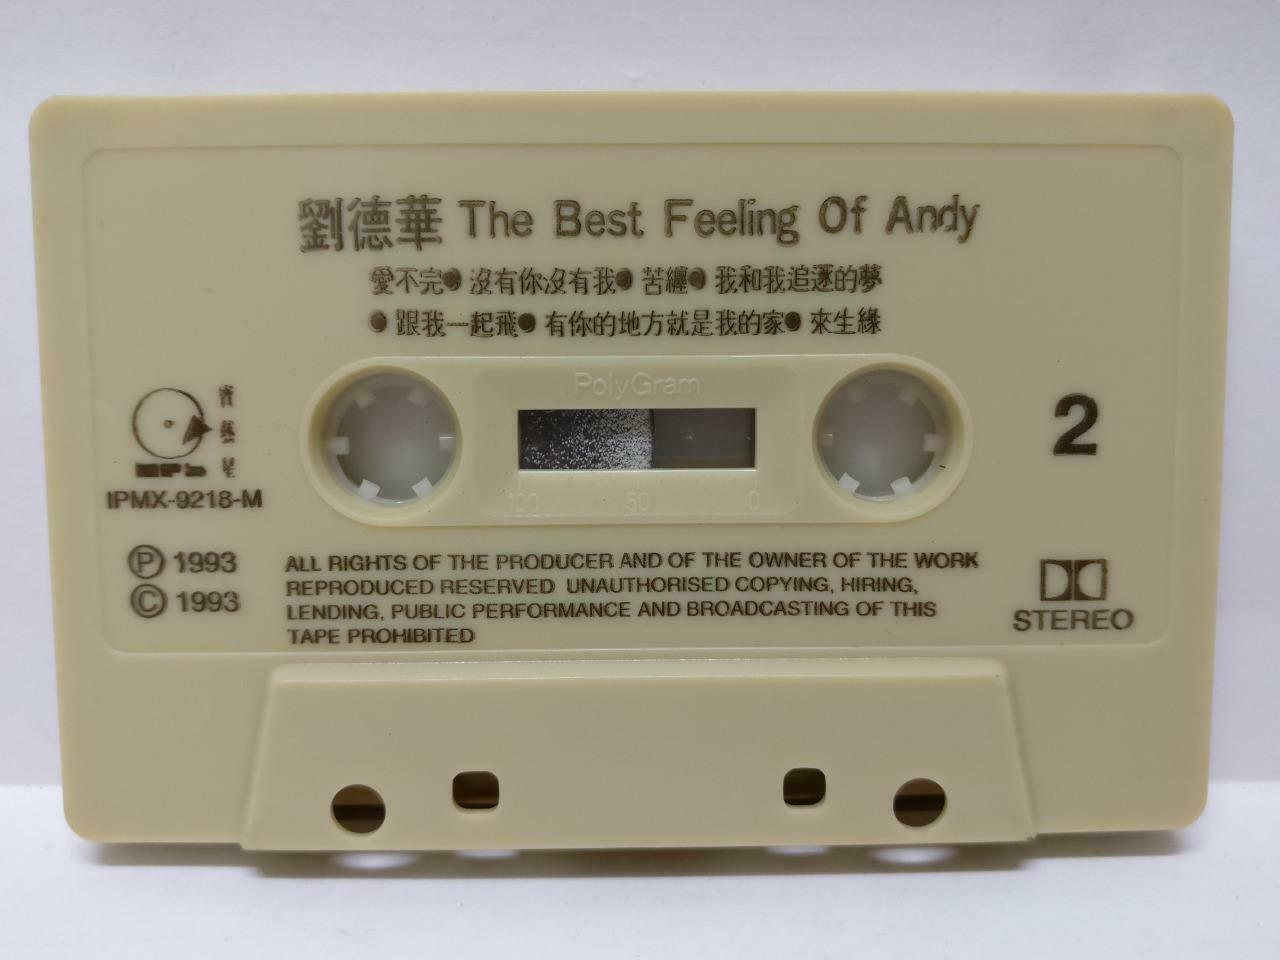 劉德華 The Best Feeling Of Andy
愛不完●沒有你沒有我●苦纏●我和我追逐的夢
●跟我一起飛●有你的地方就是我的家●來生緣
PolyGram
100 50 0
2
寶藝星
IPMX-9218-M
Ⓟ 1993
© 1993
ALL RIGHTS OF THE PRODUCER AND OF THE OWNER OF THE WORK
REPRODUCED RESERVED UNAUTHORISED COPYING, HIRING,
LENDING, PUBLIC PERFORMANCE AND BROADCASTING OF THIS
TAPE PROHIBITED
STEREO